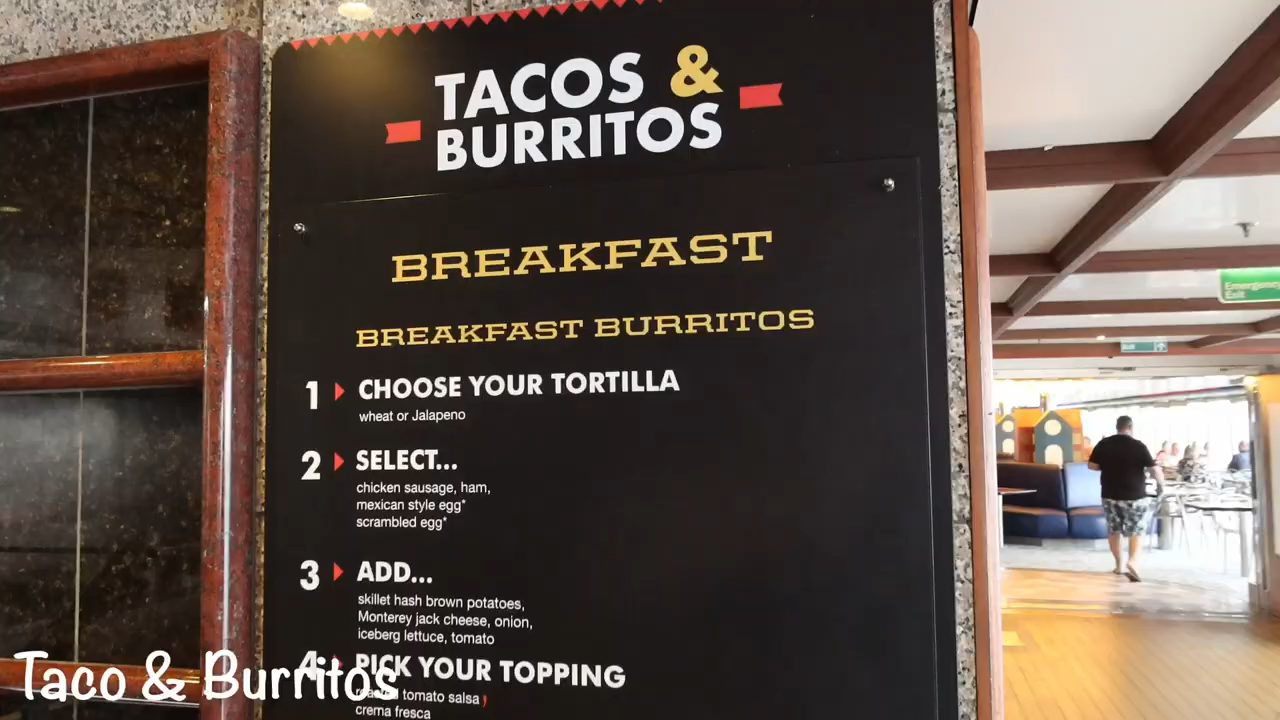 TACOS &
BURRITOS
BREAKFAST
BREAKFAST BURRITOS
1 CHOOSE YOUR TORTILLA
wheat or Jalapeno
2 SELECT...
chicken sausage, ham,
mexican style egg*
scrambled egg*
3 ADD...
skillet hash brown potatoes,
Monterey jack cheese, onion,
iceberg lettuce, tomato
4 PICK YOUR TOPPING
tomato salsa
crema fresca
Taco & Burritos
Emergency
Exit